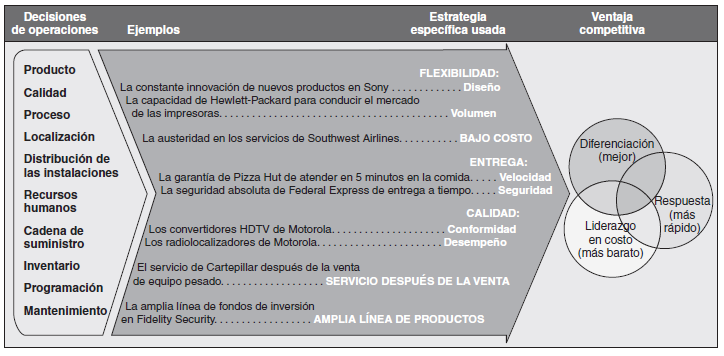 Decisiones
de operaciones
Ejemplos
Estrategia
específica usada
Ventaja
competitiva
Producto
Calidad
Proceso
Localización
Distribución de
las instalaciones
Recursos
humanos
Cadena de
suministro
Inventario
Programación
Mantenimiento
FLEXIBILIDAD:
La constante innovación de nuevos productos en Sony . . . . . . . . . . . . . Diseño
La capacidad de Hewlett-Packard para conducir el mercado
de las impresoras. . . . . . . . . . . . . . . . . . . . . . . . . . . . . . . . . . . . . . . . Volumen
La austeridad en los servicios de Southwest Airlines. . . . . . . . . . . BAJO COSTO
ENTREGA:
La garantía de Pizza Hut de atender en 5 minutos en la comida. . . . . Velocidad
La seguridad absoluta de Federal Express de entrega a tiempo. . . . . Seguridad
CALIDAD:
Los convertidores HDTV de Motorola. . . . . . . . . . . . . . . . . . . . Conformidad
Los radiolocalizadores de Motorola. . . . . . . . . . . . . . . . . . . . . . Desempeño
El servicio de Cartepillar después de la venta
de equipo pesado. . . . . . . . . . . . . . . . . . SERVICIO DESPUÉS DE LA VENTA
La amplia línea de fondos de inversión
en Fidelity Security. . . . . . . . . . . . . . . . . AMPLIA LÍNEA DE PRODUCTOS
Diferenciación
(mejor)
Respuesta
(más
rápido)
Liderazgo
en costo
(más barato)